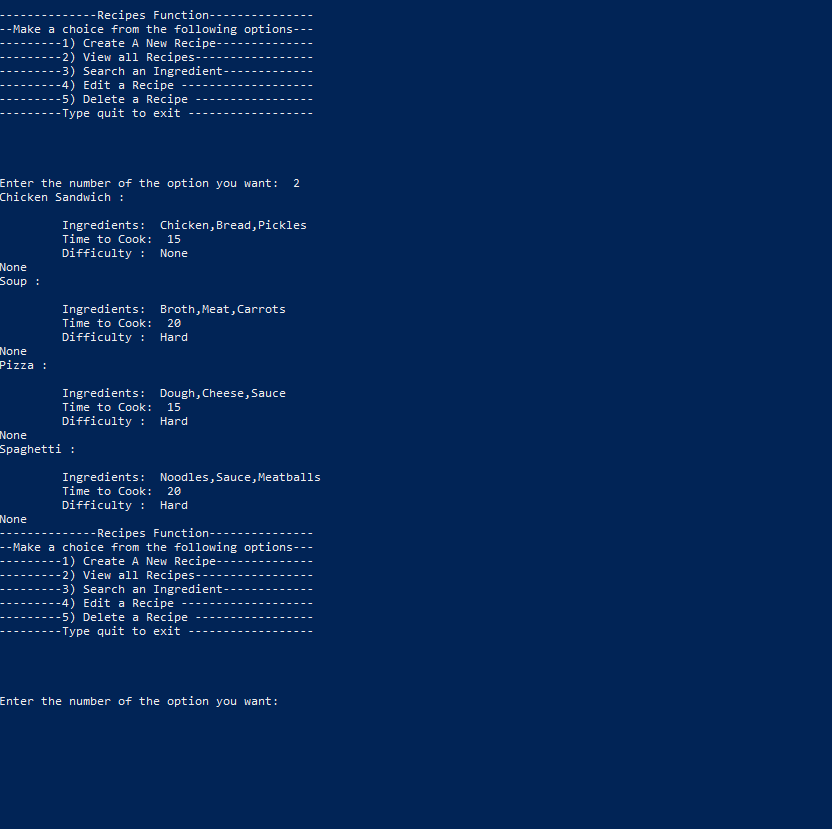 --------------Recipes Function---------------
--Make a choice from the following options---
---------1) Create A New Recipe--------------
---------2) View all Recipes-----------------
---------3) Search an Ingredient-------------
---------4) Edit a Recipe -------------------
---------5) Delete a Recipe -----------------
---------Type quit to exit ------------------
Enter the number of the option you want:  2
Chicken Sandwich :
Ingredients:  Chicken,Bread,Pickles
Time to Cook:  15
Difficulty :  None
None
Soup :
Ingredients:  Broth,Meat,Carrots
Time to Cook:  20
Difficulty :  Hard
None
Pizza :
Ingredients:  Dough,Cheese,Sauce
Time to Cook:  15
Difficulty :  Hard
None
Spaghetti :
Ingredients:  Noodles,Sauce,Meatballs
Time to Cook:  20
Difficulty :  Hard
None
--------------Recipes Function---------------
--Make a choice from the following options---
---------1) Create A New Recipe--------------
---------2) View all Recipes-----------------
---------3) Search an Ingredient-------------
---------4) Edit a Recipe -------------------
---------5) Delete a Recipe -----------------
---------Type quit to exit ------------------
Enter the number of the option you want: